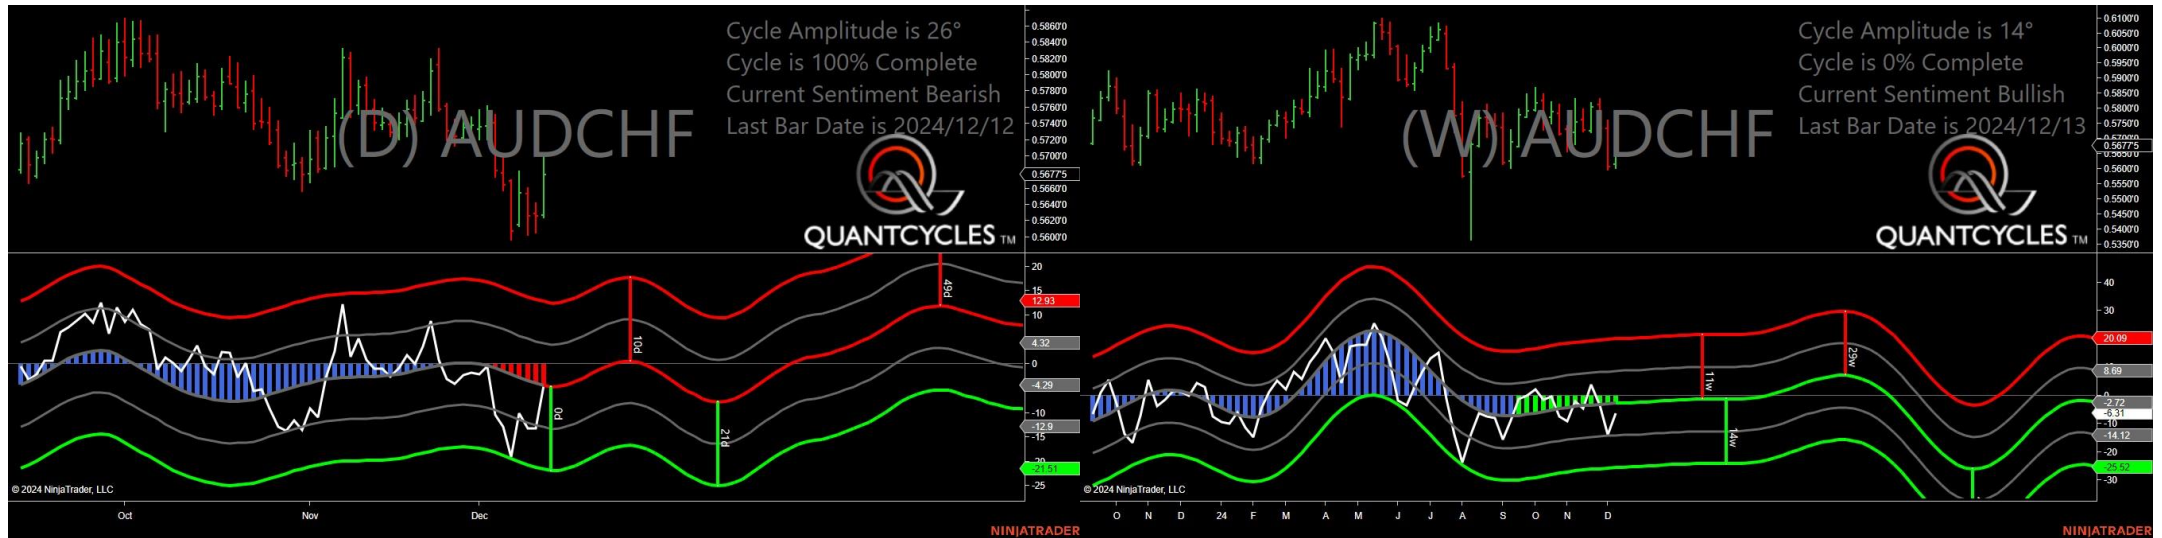 Cycle Amplitude is 26°
Cycle is 100% Complete
Current Sentiment Bearish
Last Bar Date is 2024/12/12
(D) AUDCHF
QUANTCYCLES TM
0.5860'0
0.5840'0
0.5820'0
0.5800'0
0.5760'0
0.5720'0
0.5700'0
0.5677'5
0.5660'0
0.5640'0
0.5620'0
0.5600'0
20
12.93
10
4.32
0
-4.29
-10
-12.9
-15
-21.51
-25
0d
10d
21d
49d
© 2024 NinjaTrader, LLC
Oct
Nov
Dec
NINJATRADER
Cycle Amplitude is 14°
Cycle is 0% Complete
Current Sentiment Bullish
Last Bar Date is 2024/12/13
(W) AUDCHF
QUANTCYCLES TM
0.6100'0
0.6050'0
0.6000'0
0.5950'0
0.5900'0
0.5850'0
0.5800'0
0.5750'0
0.5677'5
0.5600'0
0.5550'0
0.5500'0
0.5450'0
0.5400'0
0.5350'0
40
30
20.09
8.69
-2.72
-6.31
-10
-14.12
-20
-25.52
-30
11w
14w
29w
© 2024 NinjaTrader, LLC
O
N
D
24
F
M
A
M
J
J
A
S
O
N
D
NINJATRADER